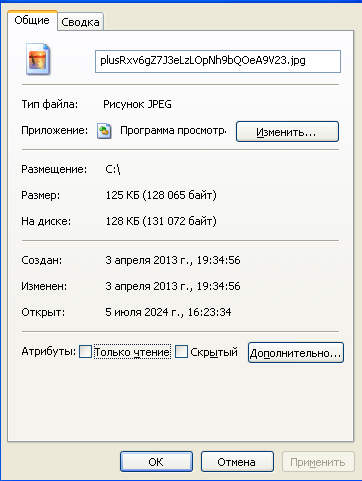 Общие Сводка
plusRxv6gZ7J3eLzLOpNh9bQOeA9V23.jpg
Тип файла: Рисунок JPEG
Приложение: Программа просмотр. Изменить...
Размещение: C:\
Размер: 125 КБ (128 065 байт)
На диске: 128 КБ (131 072 байт)
Создан: 3 апреля 2013 г., 19:34:56
Изменен: 3 апреля 2013 г., 19:34:56
Открыт: 5 июля 2024 г., 16:23:34
Атрибуты: Только чтение Скрытый Дополнительно...
ОК Отмена Применить